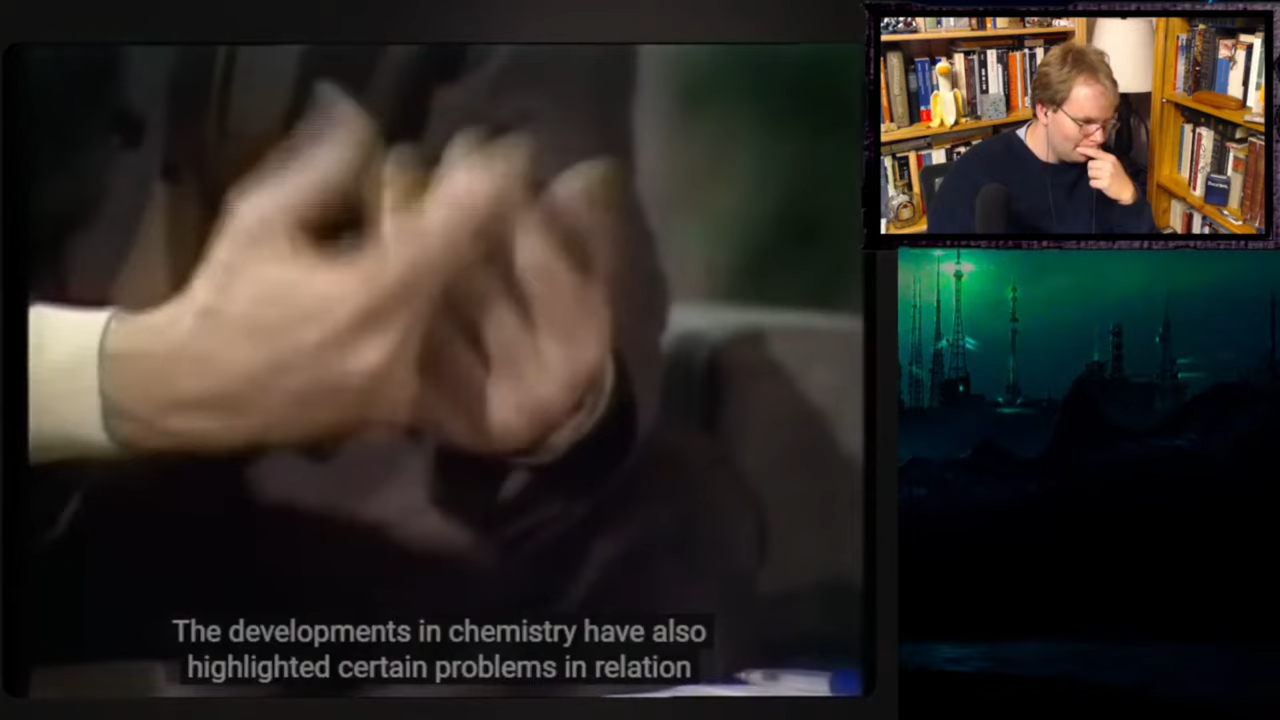 The developments in chemistry have also
highlighted certain problems in relation